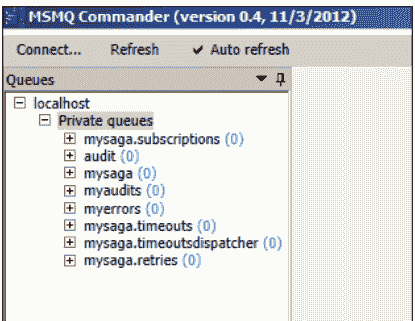 MSMQ Commander (version 0.4, 11/3/2012)
Connect... Refresh Auto refresh
Queues
localhost
Private queues
mysaga.subscriptions (0)
audit (0)
mysaga (0)
myaudits (0)
myerrors (0)
mysaga.timeouts (0)
mysaga.timeoutsdispatcher (0)
mysaga.retries (0)